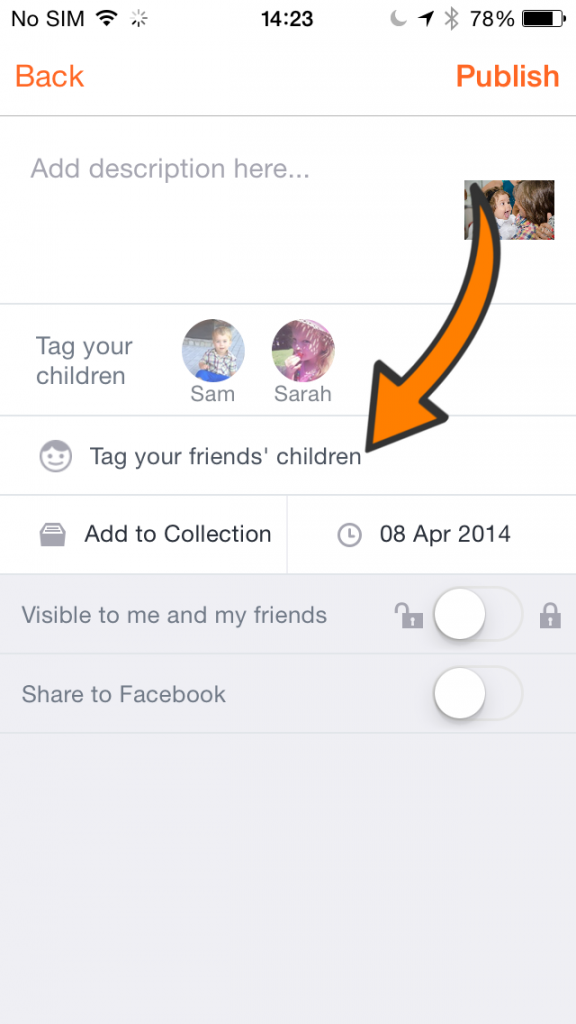 No SIM 14:23 78%
Back Publish
Add description here...
Tag your
children
Sam Sarah
Tag your friends' children
Add to Collection 08 Apr 2014
Visible to me and my friends
Share to Facebook